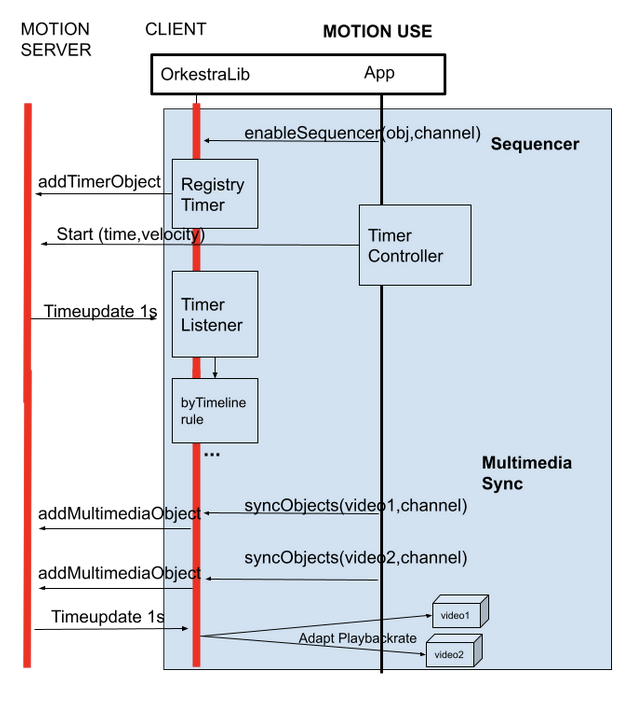 MOTION
SERVER
CLIENT
MOTION USE
OrkestraLib
App
enableSequencer(obj,channel)
Sequencer
addTimerObject
Registry
Timer
Start (time,velocity)
Timer
Controller
Timeupdate 1s
Timer
Listener
byTimeline
rule
...
Multimedia
Sync
addMultimediaObject
syncObjects(video1,channel)
syncObjects(video2,channel)
addMultimediaObject
Timeupdate 1s
Adapt Playbackrate
video1
video2